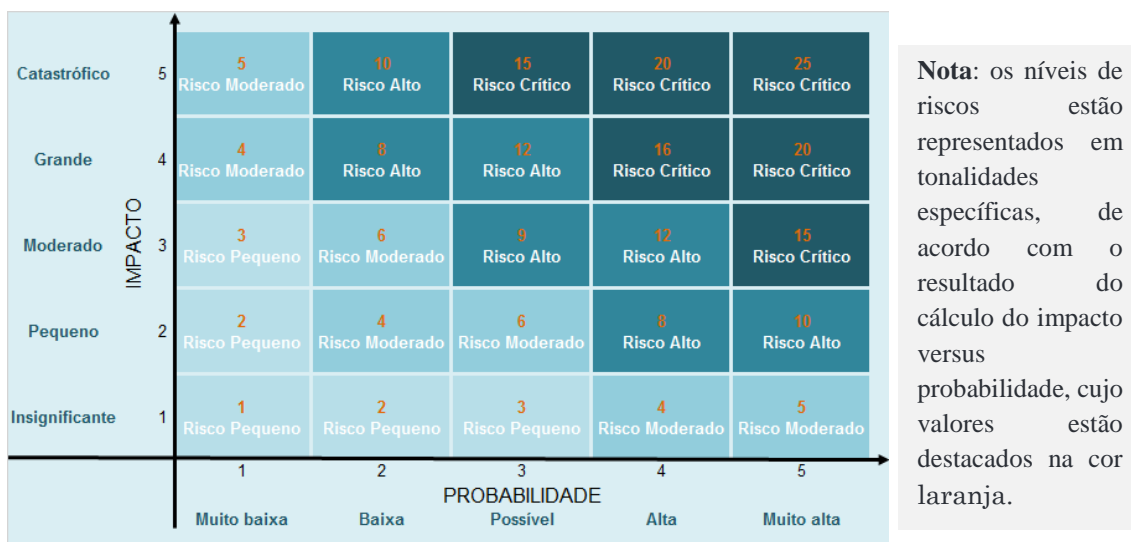 Catastrófico 5 5 10 15 20 25
Risco Moderado Risco Alto Risco Crítico Risco Crítico Risco Crítico
Grande 4 4 8 12 16 20
Risco Moderado Risco Alto Risco Alto Risco Crítico Risco Crítico
IMPACTO
Moderado 3 3 6 9 12 15
Risco Pequeno Risco Moderado Risco Alto Risco Alto Risco Crítico
Pequeno 2 2 4 6 8 10
Risco Pequeno Risco Moderado Risco Moderado Risco Alto Risco Alto
Insignificante 1 1 2 3 4 5
Risco Pequeno Risco Pequeno Risco Pequeno Risco Moderado Risco Moderado
1 2 3 4 5
PROBABILIDADE
Muito baixa Baixa Possível Alta Muito alta
Nota: os níveis de
riscos estão
representados em
tonalidades
específicas, de
acordo com o
resultado do
cálculo do impacto
versus
probabilidade, cujo
valores estão
destacados na cor
laranja.